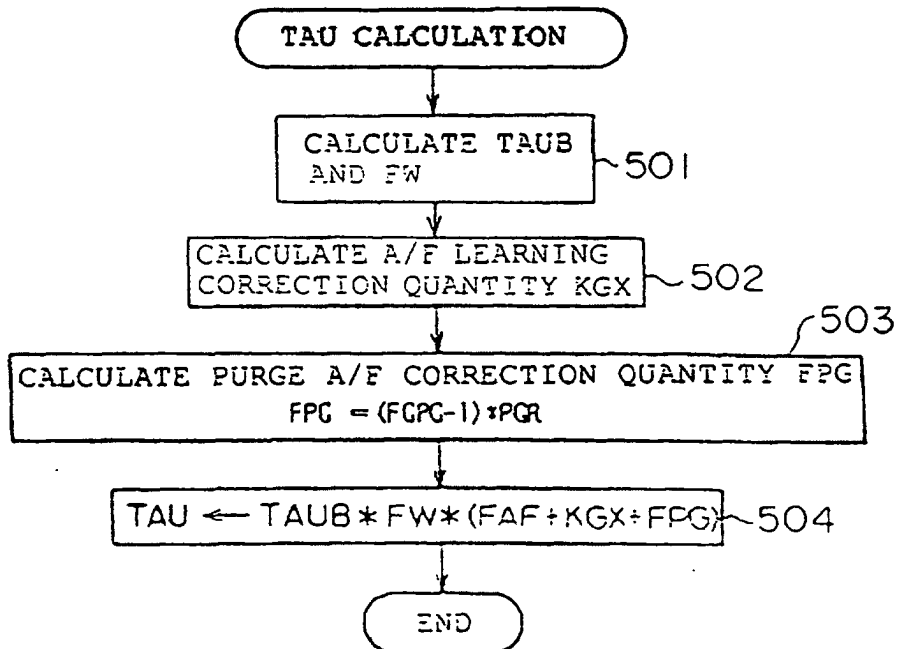 TAU CALCULATION
CALCULATE TAUB
AND FW
501
CALCULATE A/F LEARNING
CORRECTION QUANTITY KGX
502
503
CALCULATE PURGE A/F CORRECTION QUANTITY FPG
FPG = (FGPG-1)*PGR
TAU ← TAUB * FW * (FAF+KGX+FPG)
504
END